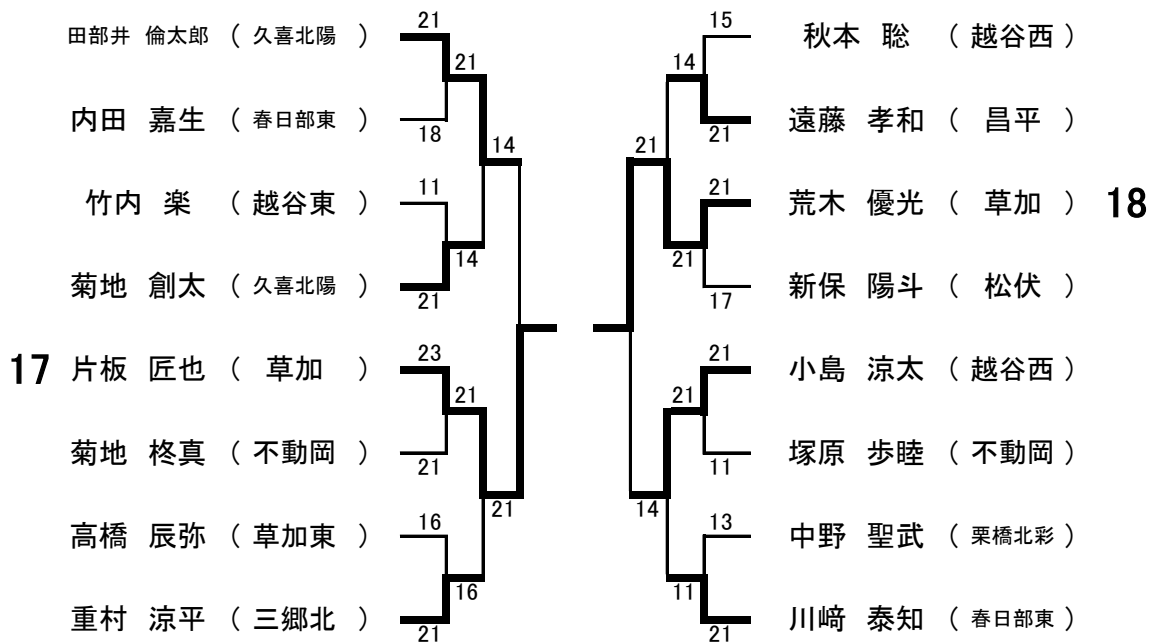 21 15
田部井 倫太郎 ( 久喜北陽 ) 秋本 聡 ( 越谷西 )
21 14
内田 嘉生 ( 春日部東 ) 遠藤 孝和 ( 昌平 )
18 21
14 21
11 21
竹内 楽 ( 越谷東 ) 荒木 優光 ( 草加 ) 18
14 21
菊地 創太 ( 久喜北陽 ) 新保 陽斗 ( 松伏 )
21 17
23 21
17 片板 匠也 ( 草加 ) 小島 涼太 ( 越谷西 )
21 21
菊地 柊真 ( 不動岡 ) 塚原 歩睦 ( 不動岡 )
21 11
21 14
16 13
高橋 辰弥 ( 草加東 ) 中野 聖武 ( 栗橋北彩 )
16 11
重村 涼平 ( 三郷北 ) 川﨑 泰知 ( 春日部東 )
21 21